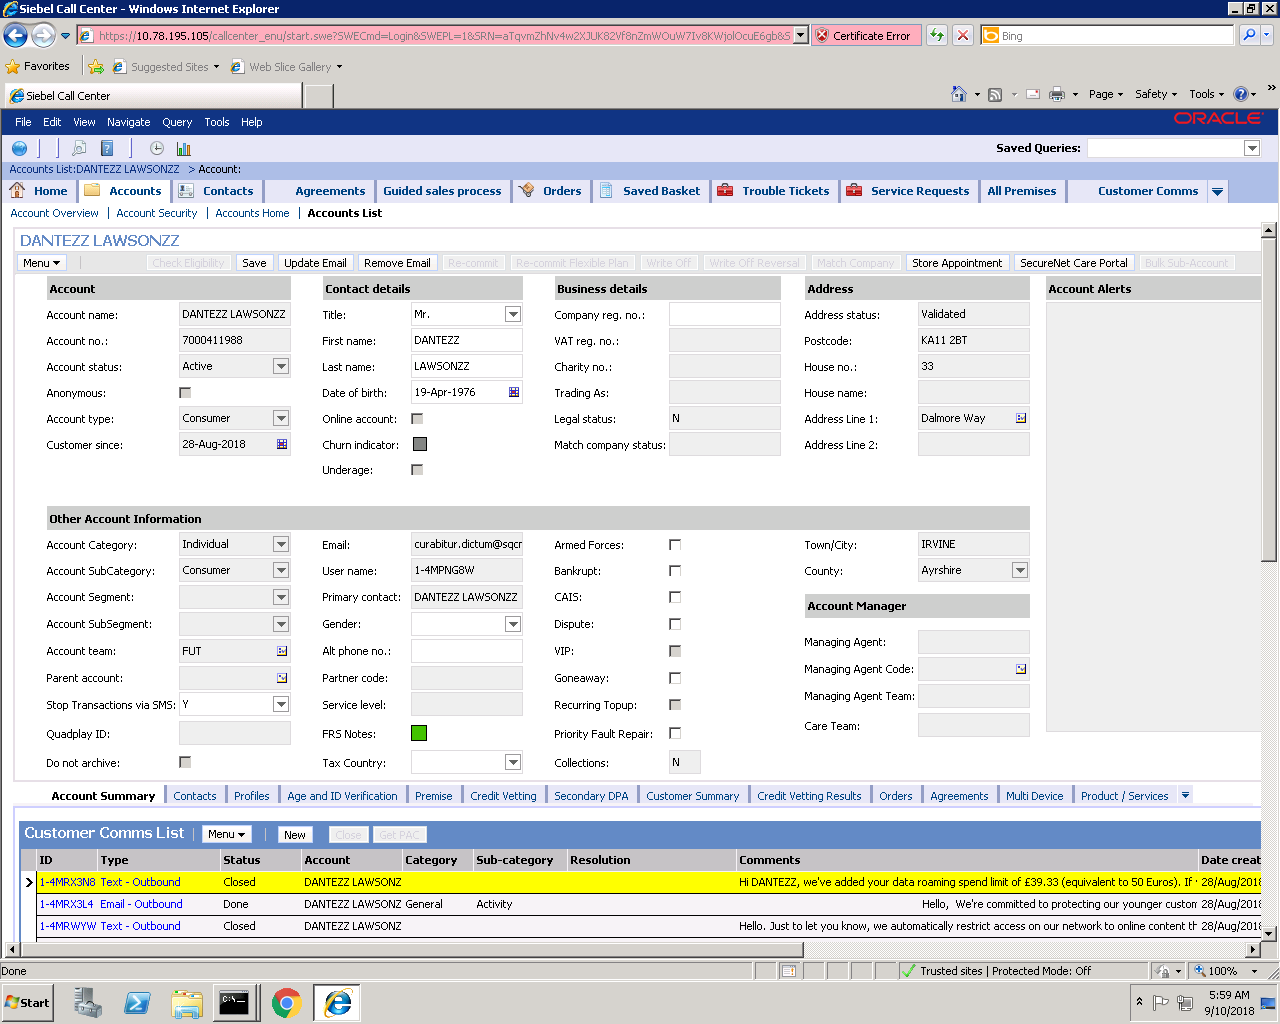 Siebel Call Center - Windows Internet Explorer
https://10.78.195.105/callcenter_enu/start.swe?SWECmd=Login&SWEPL=1&SRN=
Certificate Error
Bing
Favorites
Suggested Sites
Web Slice Gallery
Siebel Call Center
Page
Safety
Tools
File Edit View Navigate Query Tools Help
ORACLE
Saved Queries:
Accounts List:DANTEZZ LAWSONZZ > Account:
Home Accounts Contacts Agreements Guided sales process Orders Saved Basket Trouble Tickets Service Requests All Premises Customer Comms
Account Overview | Account Security | Accounts Home | Accounts List
DANTEZZ LAWSONZZ
Menu Check Eligibility Save Update Email Remove Email Re-commit Re-commit Flexible Plan Write Off Write Off Reversal Match Company Store Appointment SecureNet Care Portal Bulk Sub-Account
Account Contact details Business details Address Account Alerts
Account name: DANTEZZ LAWSONZZ Title: Mr. Company reg. no.: Address status: Validated
Account no.: 7000411988 First name: DANTEZZ VAT reg. no.: Postcode: KA11 2BT
Account status: Active Last name: LAWSONZZ Charity no.: House no.: 33
Anonymous: Date of birth: 19-Apr-1976 Trading As: House name:
Account type: Consumer Online account: Legal status: N Address Line 1: Dalmore Way
Customer since: 28-Aug-2018 Churn indicator: Match company status: Address Line 2:
Underage:
Other Account Information
Account Category: Individual Email: curabitur.dictum@sqcr Armed Forces: Town/City: IRVINE
Account SubCategory: Consumer User name: 1-4MPNG8W Bankrupt: County: Ayrshire
Account Segment: Primary contact: DANTEZZ LAWSONZZ CAIS: Account Manager
Account SubSegment: Gender: Dispute:
Account team: FUT Alt phone no.: VIP: Managing Agent:
Parent account: Partner code: Goneaway: Managing Agent Code:
Stop Transactions via SMS: Y Service level: Recurring Topup: Managing Agent Team:
Quadplay ID: FRS Notes: Priority Fault Repair: Care Team:
Do not archive: Tax Country: Collections: N
Account Summary Contacts Profiles Age and ID Verification Premise Credit Vetting Secondary DPA Customer Summary Credit Vetting Results Orders Agreements Multi Device Product / Services
Customer Comms List Menu New Close Get PAC
ID Type Status Account Category Sub-category Resolution Comments Date creat
1-4MRX3N8 Text - Outbound Closed DANTEZZ LAWSONZ Hi DANTEZZ, we've added your data roaming spend limit of £39.33 (equivalent to 50 Euros). If 28/Aug/2018
1-4MRX3L4 Email - Outbound Done DANTEZZ LAWSONZ General Activity Hello, We're committed to protecting our younger custom 28/Aug/2018
1-4MRWYW Text - Outbound Closed DANTEZZ LAWSONZ Hello. Just to let you know, we automatically restrict access on our network to online content th 28/Aug/2018
Done
Trusted sites | Protected Mode: Off
100%
Start
5:59 AM
9/10/2018